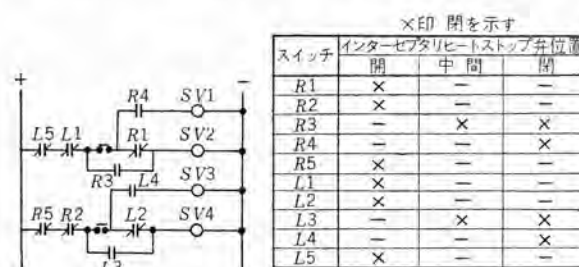 ×印 閉を示す
スイッチ インターセプタリヒートストップ弁位置
開 中間 閉
R1 × — —
R2 × — —
R3 — × ×
R4 — — ×
R5 × — —
L1 × — —
L2 × — —
L3 — × ×
L4 — — ×
L5 × — —
+ −
R4 SV1
L5 L1 R1 SV2
R3 L4 SV3
R5 R2 L2 SV4
L3